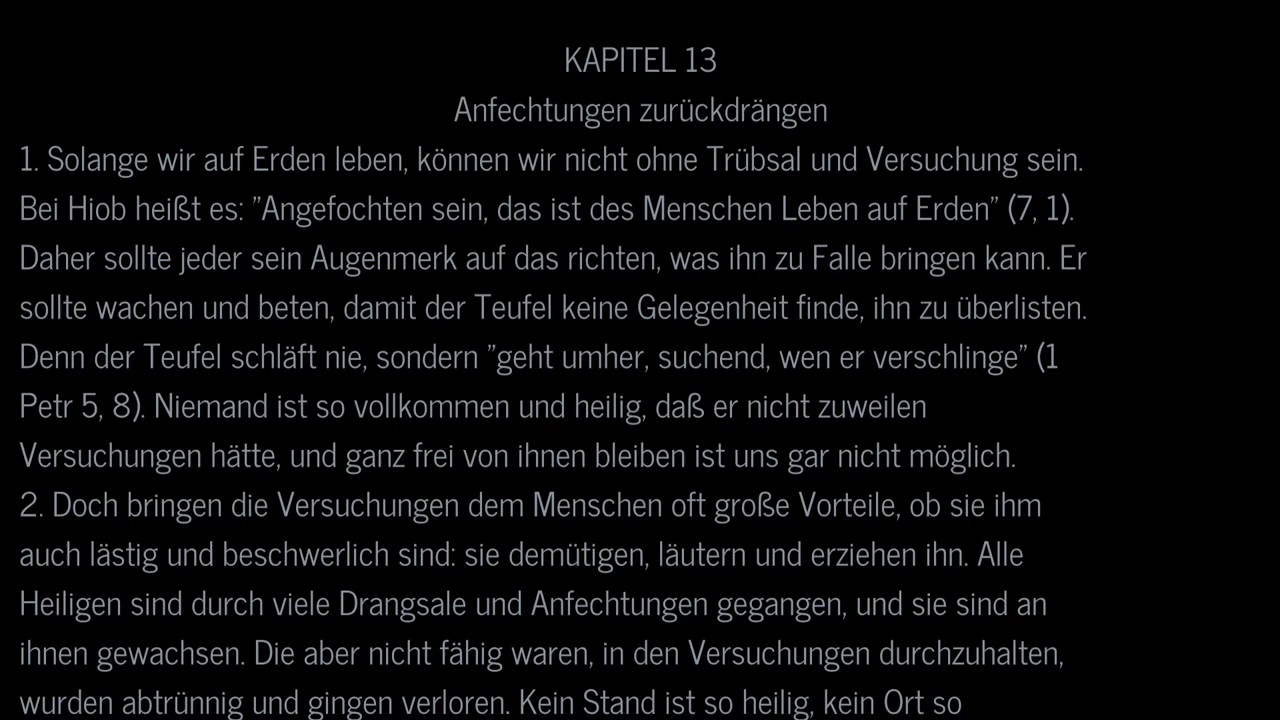 KAPITEL 13
Anfechtungen zurückdrängen
1. Solange wir auf Erden leben, können wir nicht ohne Trübsal und Versuchung sein.
Bei Hiob heißt es: "Angefochten sein, das ist des Menschen Leben auf Erden" (7, 1).
Daher sollte jeder sein Augenmerk auf das richten, was ihn zu Falle bringen kann. Er
sollte wachen und beten, damit der Teufel keine Gelegenheit finde, ihn zu überlisten.
Denn der Teufel schläft nie, sondern "geht umher, suchend, wen er verschlinge" (1
Petr 5, 8). Niemand ist so vollkommen und heilig, daß er nicht zuweilen
Versuchungen hätte, und ganz frei von ihnen bleiben ist uns gar nicht möglich.
2. Doch bringen die Versuchungen dem Menschen oft große Vorteile, ob sie ihm
auch lästig und beschwerlich sind: sie demütigen, läutern und erziehen ihn. Alle
Heiligen sind durch viele Drangsale und Anfechtungen gegangen, und sie sind an
ihnen gewachsen. Die aber nicht fähig waren, in den Versuchungen durchzuhalten,
wurden abtrünnig und gingen verloren. Kein Stand ist so heilig, kein Ort so